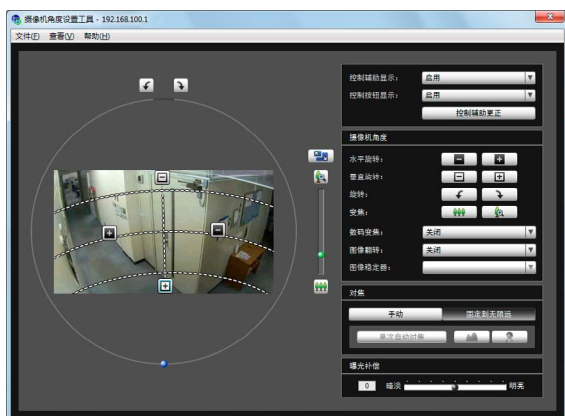 摄像机角度设置工具 - 192.168.100.1
文件(F) 查看(V) 帮助(H)
控制辅助显示： 启用
控制按钮显示： 启用
控制辅助更正
摄像机角度
水平旋转：
垂直旋转：
旋转：
变焦：
数码变焦： 关闭
图像翻转： 关闭
图像稳定器：
对焦
手动 固定到无限远
单次自动对焦
曝光补偿
0 暗淡 明亮